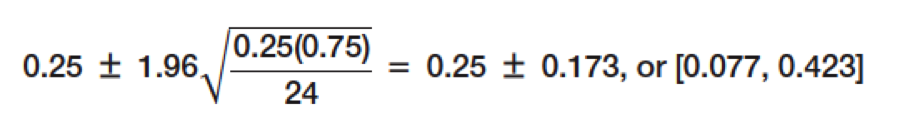 0.25 ± 1.96√(0.25(0.75)/24) = 0.25 ± 0.173, or [0.077, 0.423]